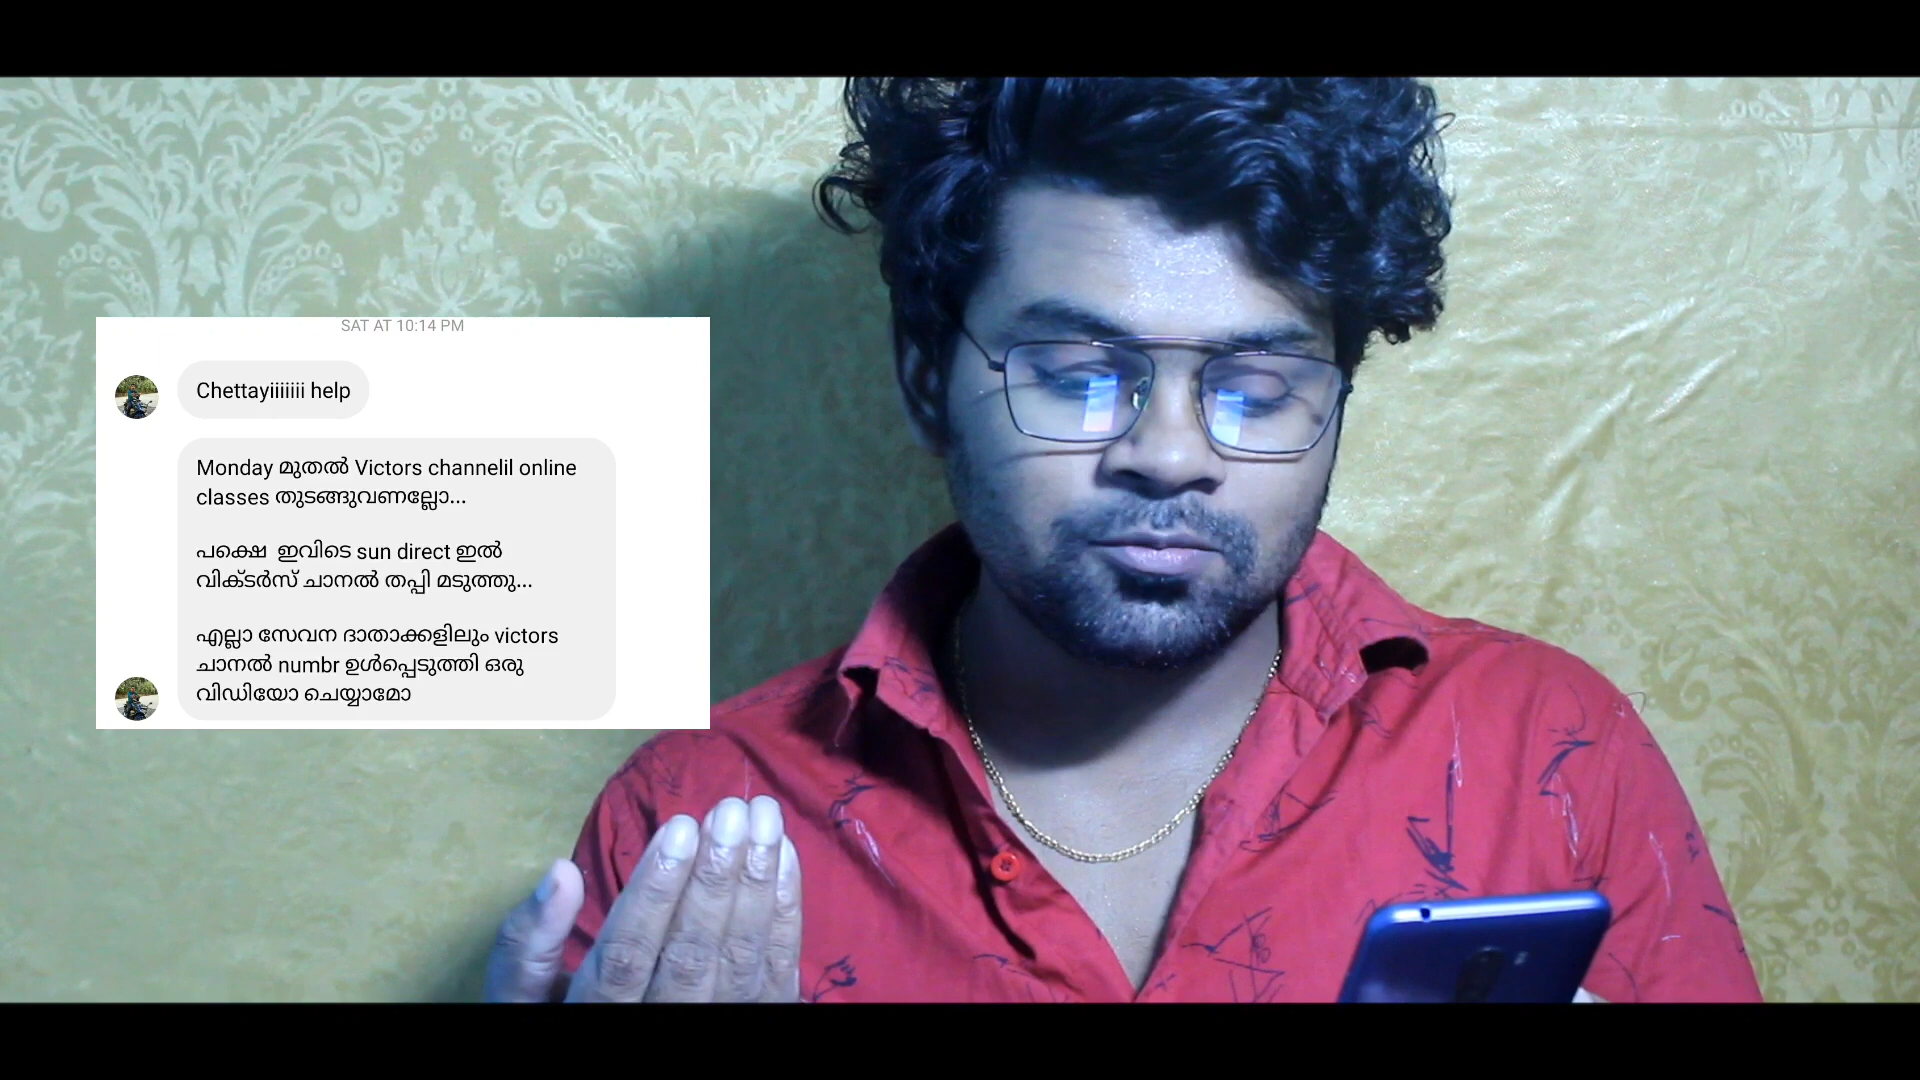 SAT AT 10:14 PM
Chettayiiiiiii help
Monday മുതൽ Victors channelil online
classes തുടങ്ങുവണല്ലോ...
പക്ഷെ ഇവിടെ sun direct ഇൽ
വിക്ടർസ് ചാനൽ തപ്പി മടുത്തു...
എല്ലാ സേവന ദാതാക്കളിലും victors
ചാനൽ numbr ഉൾപ്പെടുത്തി ഒരു
വിഡിയോ ചെയ്യാമോ